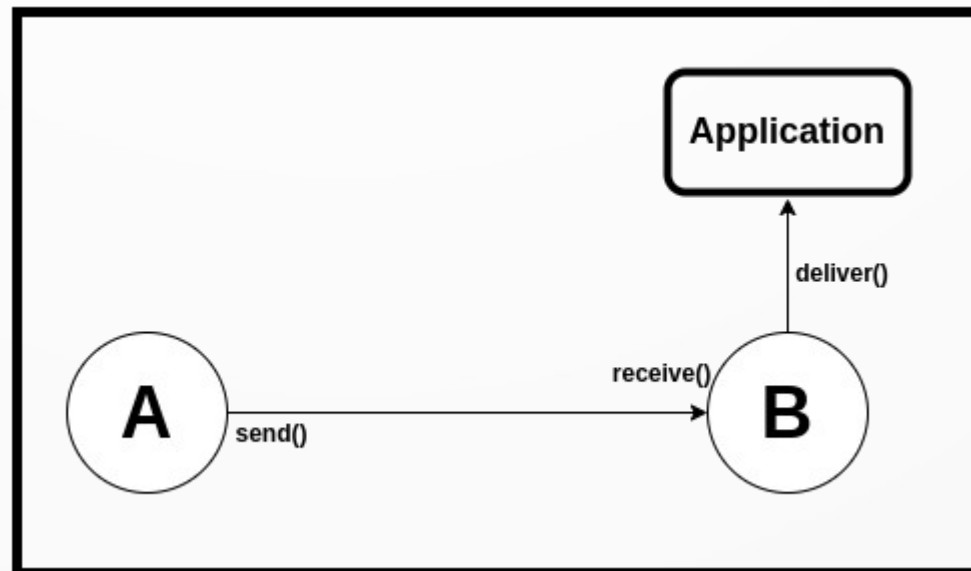 Application
deliver()
receive()
A
B
send()